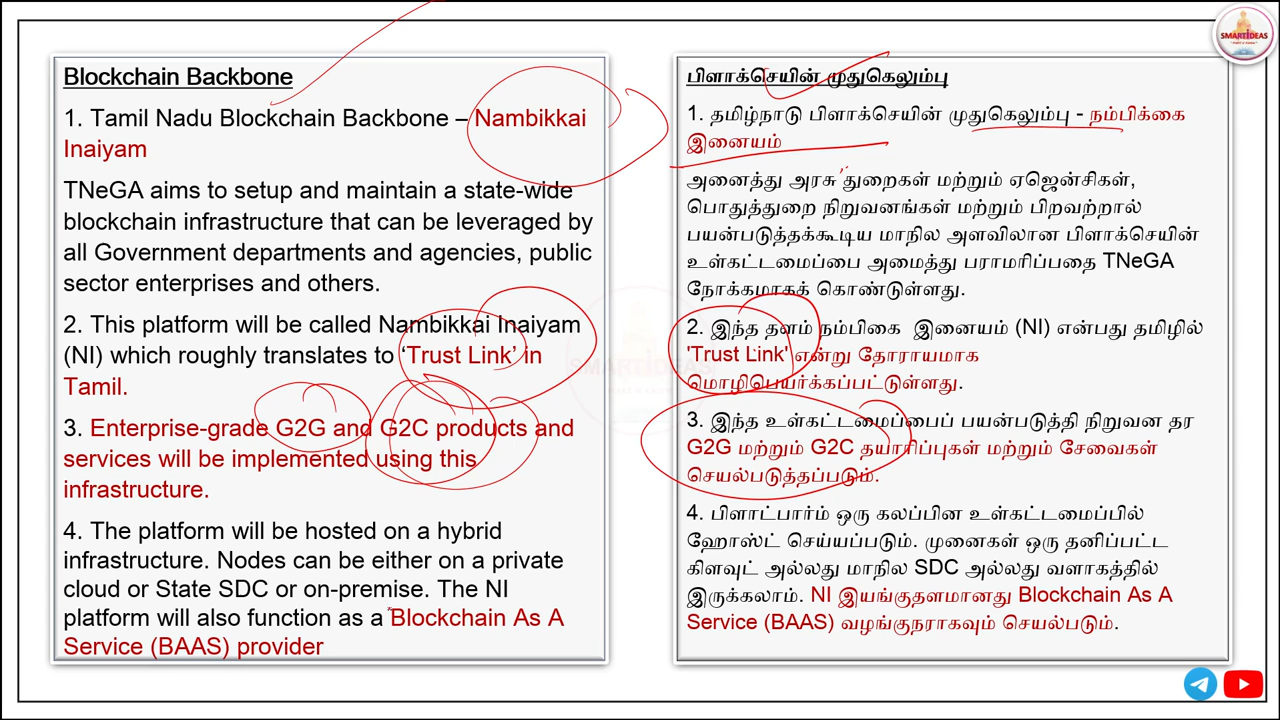 SMARTIDEAS
Blockchain Backbone
1. Tamil Nadu Blockchain Backbone – Nambikkai
Inaiyam
TNeGA aims to setup and maintain a state-wide
blockchain infrastructure that can be leveraged by
all Government departments and agencies, public
sector enterprises and others.
2. This platform will be called Nambikkai Inaiyam
(NI) which roughly translates to ‘Trust Link’ in
Tamil.
3. Enterprise-grade G2G and G2C products and
services will be implemented using this
infrastructure.
4. The platform will be hosted on a hybrid
infrastructure. Nodes can be either on a private
cloud or State SDC or on-premise. The NI
platform will also function as a Blockchain As A
Service (BAAS) provider
பிளாக்செயின் முதுகெலும்பு
1. தமிழ்நாடு பிளாக்செயின் முதுகெலும்பு - நம்பிக்கை
இனையம்
அனைத்து அரசு துறைகள் மற்றும் ஏஜென்சிகள்,
பொதுத்துறை நிறுவனங்கள் மற்றும் பிறவற்றால்
பயன்படுத்தக்கூடிய மாநில அளவிலான பிளாக்செயின்
உள்கட்டமைப்பை அமைத்து பராமரிப்பதை TNeGA
நோக்கமாகக் கொண்டுள்ளது.
2. இந்த தளம் நம்பிகை இனையம் (NI) என்பது தமிழில்
'Trust Link' என்று தோராயமாக
மொழிபெயர்க்கப்பட்டுள்ளது.
3. இந்த உள்கட்டமைப்பைப் பயன்படுத்தி நிறுவன தர
G2G மற்றும் G2C தயாரிப்புகள் மற்றும் சேவைகள்
செயல்படுத்தப்படும்.
4. பிளாட்பார்ம் ஒரு கலப்பின உள்கட்டமைப்பில்
ஹோஸ்ட் செய்யப்படும். முனைகள் ஒரு தனிப்பட்ட
கிளவுட் அல்லது மாநில SDC அல்லது வளாகத்தில்
இருக்கலாம். NI இயங்குதளமானது Blockchain As A
Service (BAAS) வழங்குநராகவும் செயல்படும்.
SMARTIDEAS